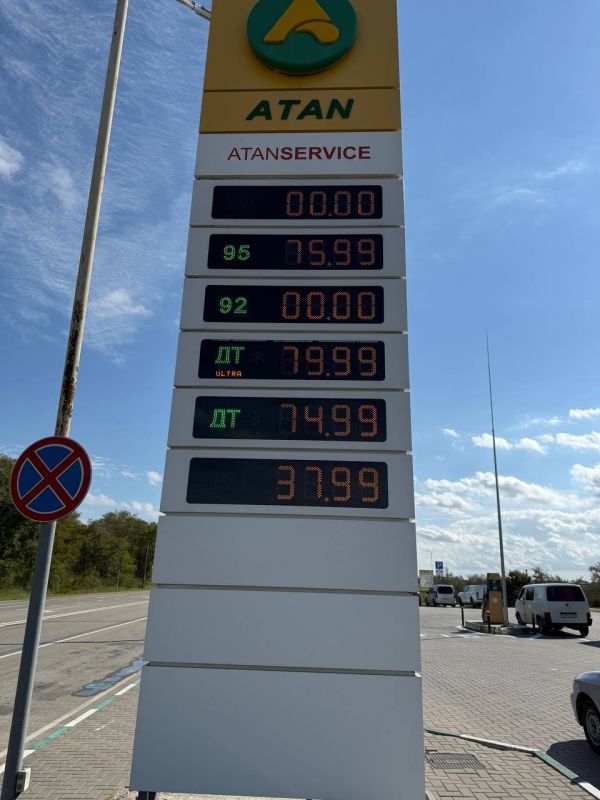 ATAN
ATANSERVICE
00.00
95 75.99
92 00.00
ДТ ULTRA 79.99
ДТ 74.99
37.99